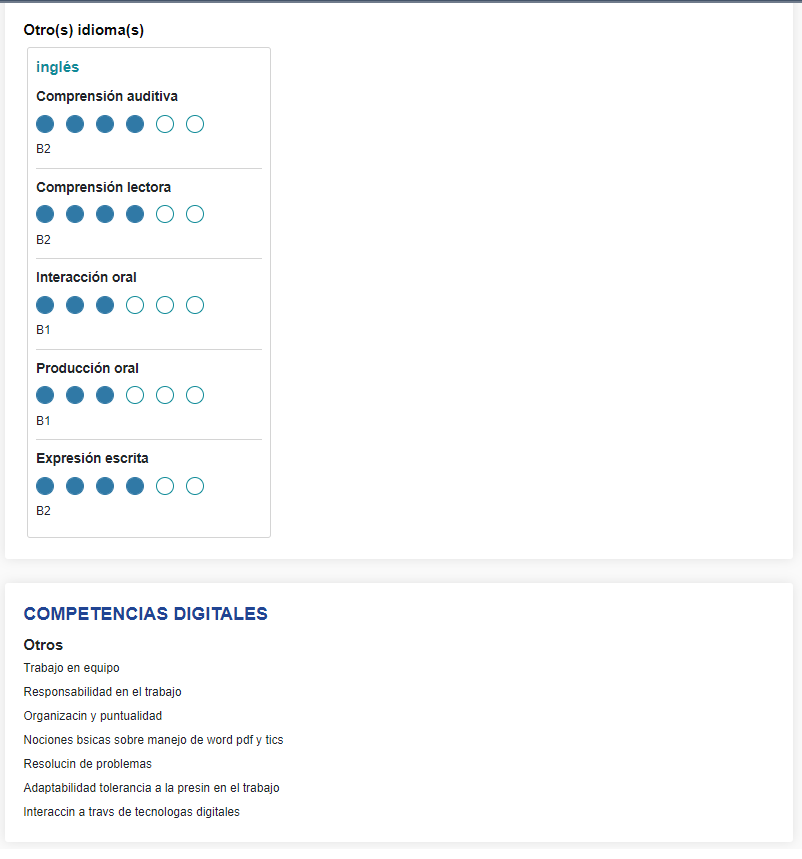 Otro(s) idioma(s)
inglés
Comprensión auditiva
B2
Comprensión lectora
B2
Interacción oral
B1
Producción oral
B1
Expresión escrita
B2
COMPETENCIAS DIGITALES
Otros
Trabajo en equipo
Responsabilidad en el trabajo
Organizacin y puntualidad
Nociones bsicas sobre manejo de word pdf y tics
Resolucin de problemas
Adaptabilidad tolerancia a la presin en el trabajo
Interaccin a travs de tecnologas digitales